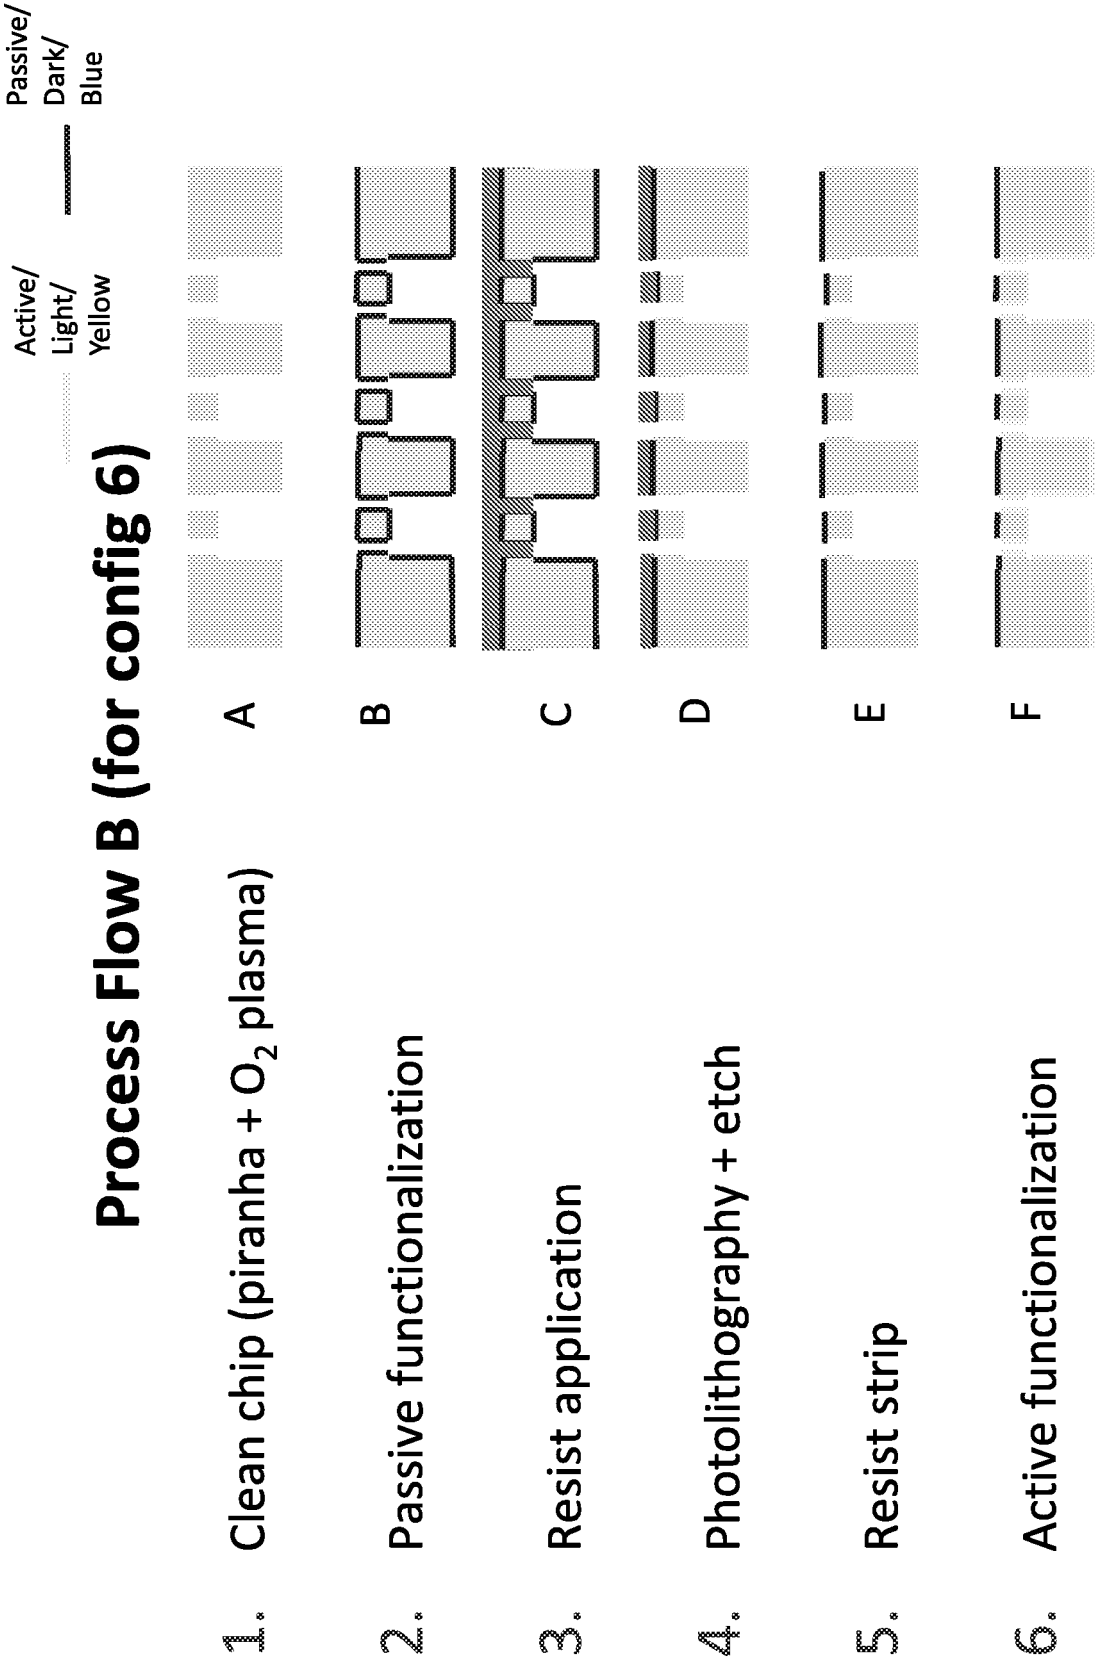 Process Flow B (for config 6)
Active/
Light/
Yellow
Passive/
Dark/
Blue
1. Clean chip (piranha + O₂ plasma)
A
2. Passive functionalization
B
3. Resist application
C
4. Photolithography + etch
D
5. Resist strip
E
6. Active functionalization
F